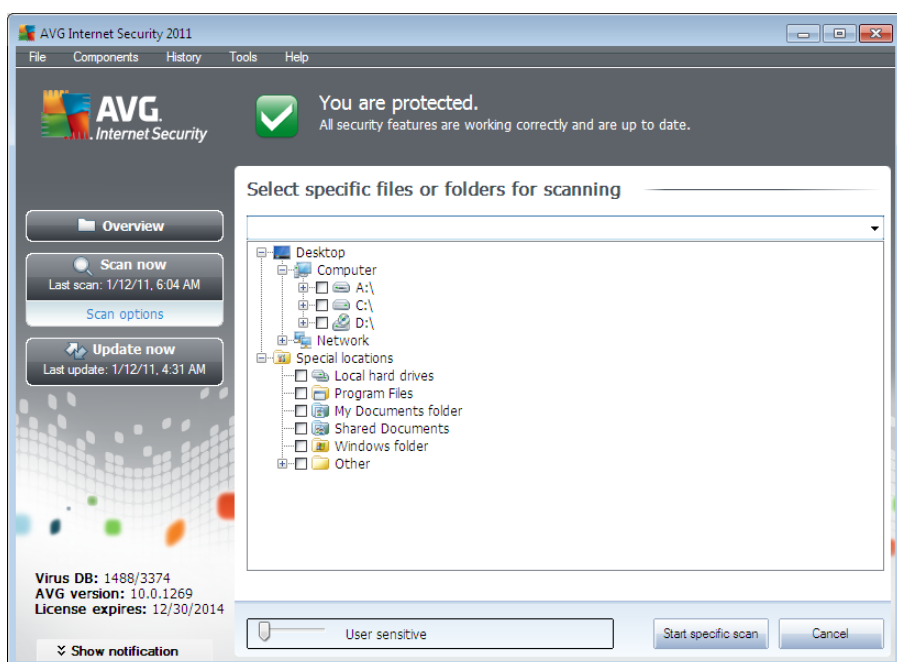 AVG Internet Security 2011
File Components History Tools Help
AVG.
Internet Security
You are protected.
All security features are working correctly and are up to date.
Select specific files or folders for scanning
Overview
Scan now
Last scan: 1/12/11, 6:04 AM
Scan options
Update now
Last update: 1/12/11, 4:31 AM
Desktop
Computer
A:\
C:\
D:\
Network
Special locations
Local hard drives
Program Files
My Documents folder
Shared Documents
Windows folder
Other
Virus DB: 1488/3374
AVG version: 10.0.1269
License expires: 12/30/2014
Show notification
User sensitive
Start specific scan
Cancel